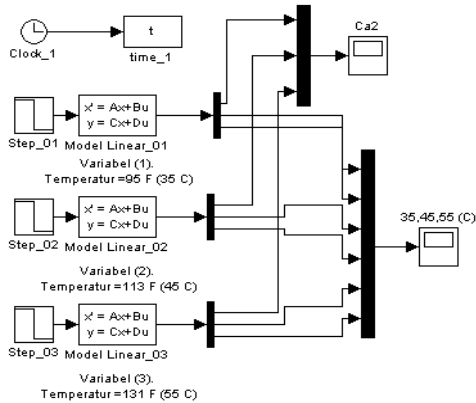 t
Clock_1
time_1
Ca2
x' = Ax+Bu
y = Cx+Du
Step_01
Model Linear_01
Variabel (1).
Temperatur =95 F (35 C)
x' = Ax+Bu
y = Cx+Du
Step_02
Model Linear_02
Variabel (2).
Temperatur =113 F (45 C)
35,45,55 (C)
x' = Ax+Bu
y = Cx+Du
Step_03
Model Linear_03
Variabel (3).
Temperatur =131 F (55 C)